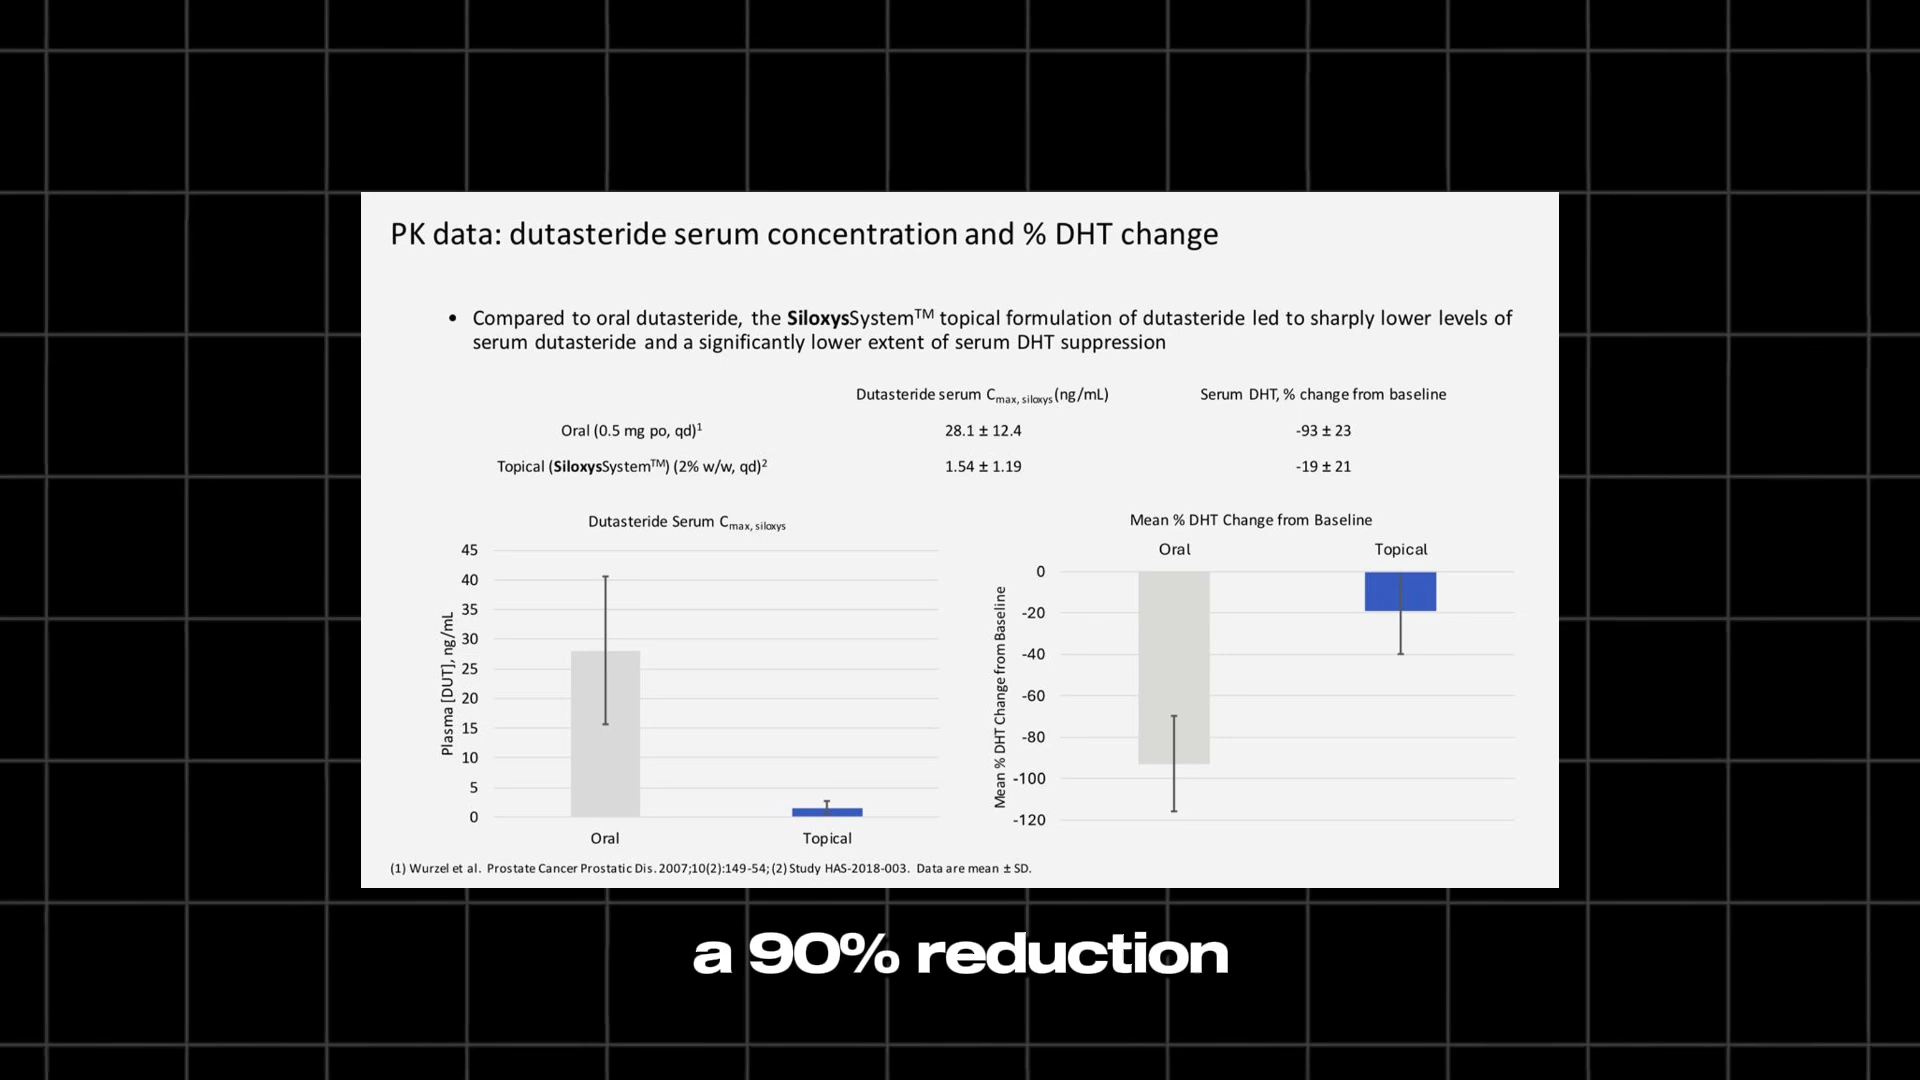 PK data: dutasteride serum concentration and % DHT change
• Compared to oral dutasteride, the SiloxysSystem™ topical formulation of dutasteride led to sharply lower levels of
serum dutasteride and a significantly lower extent of serum DHT suppression
Dutasteride serum Cmax, siloxys (ng/mL) Serum DHT, % change from baseline
Oral (0.5 mg po, qd)1 28.1 ± 12.4 -93 ± 23
Topical (SiloxysSystem™) (2% w/w, qd)2 1.54 ± 1.19 -19 ± 21
Dutasteride Serum Cmax, siloxys
Plasma [DUT], ng/mL
45
40
35
30
25
20
15
10
5
0
Oral Topical
Mean % DHT Change from Baseline
Oral Topical
Mean % DHT Change from Baseline
0
-20
-40
-60
-80
-100
-120
(1) Wurzel et al. Prostate Cancer Prostatic Dis. 2007;10(2):149-54; (2) Study HAS-2018-003. Data are mean ± SD.
a 90% reduction